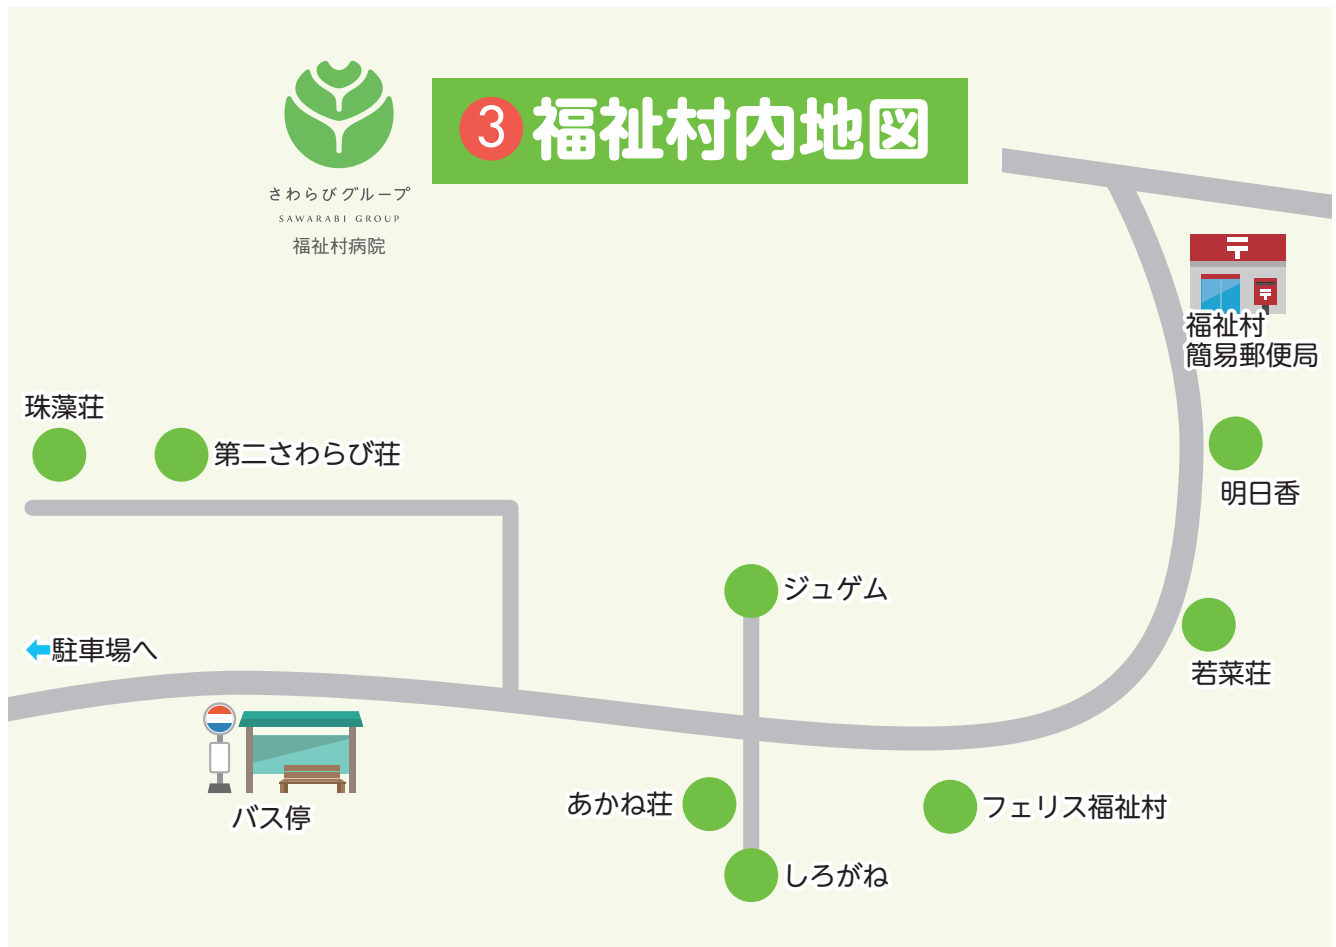 さわらびグループ
SAWARABI GROUP
福祉村病院
3 福祉村内地図
〒
〒
福祉村
簡易郵便局
珠藻荘
第二さわらび荘
明日香
ジュゲム
駐車場へ
若菜荘
バス停
あかね荘
フェリス福祉村
しろがね